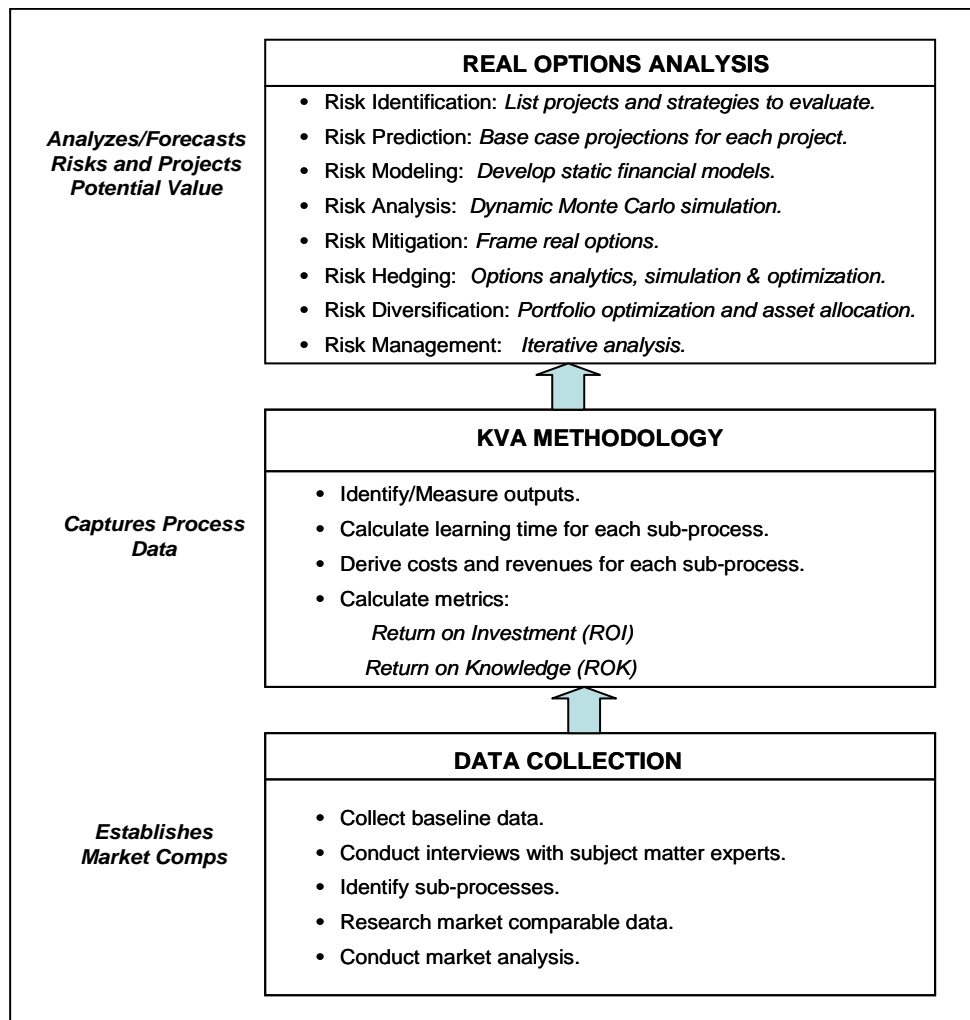 REAL OPTIONS ANALYSIS
Analyzes/Forecasts
Risks and Projects
Potential Value
• Risk Identification: List projects and strategies to evaluate.
• Risk Prediction: Base case projections for each project.
• Risk Modeling: Develop static financial models.
• Risk Analysis: Dynamic Monte Carlo simulation.
• Risk Mitigation: Frame real options.
• Risk Hedging: Options analytics, simulation & optimization.
• Risk Diversification: Portfolio optimization and asset allocation.
• Risk Management: Iterative analysis.
KVA METHODOLOGY
Captures Process
Data
• Identify/Measure outputs.
• Calculate learning time for each sub-process.
• Derive costs and revenues for each sub-process.
• Calculate metrics:
Return on Investment (ROI)
Return on Knowledge (ROK)
DATA COLLECTION
Establishes
Market Comps
• Collect baseline data.
• Conduct interviews with subject matter experts.
• Identify sub-processes.
• Research market comparable data.
• Conduct market analysis.